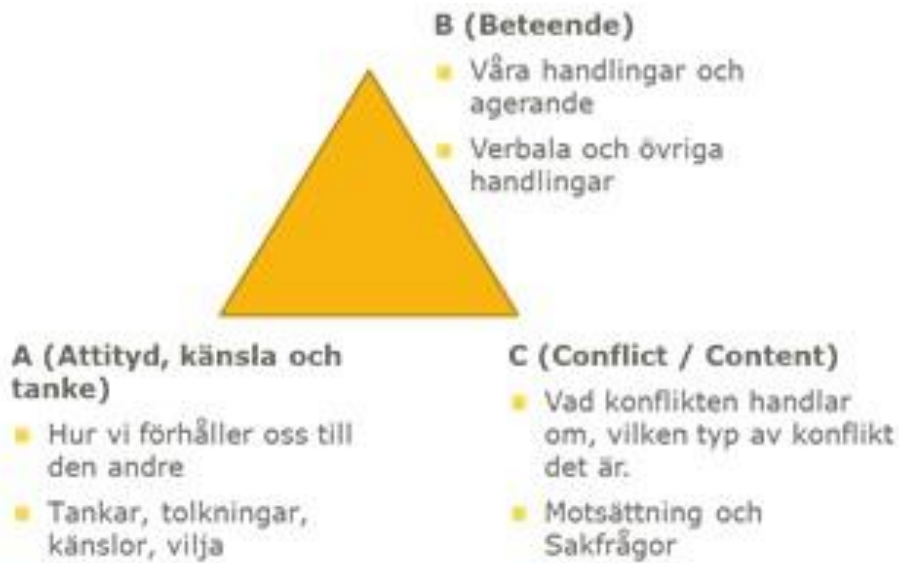 B (Beteende)
Våra handlingar och
agerande
Verbala och övriga
handlingar
A (Attityd, känsla och
tanke)
Hur vi förhåller oss till
den andre
Tankar, tolkningar,
känslor, vilja
C (Conflict / Content)
Vad konflikten handlar
om, vilken typ av konflikt
det är.
Motsättning och
Sakfrågor